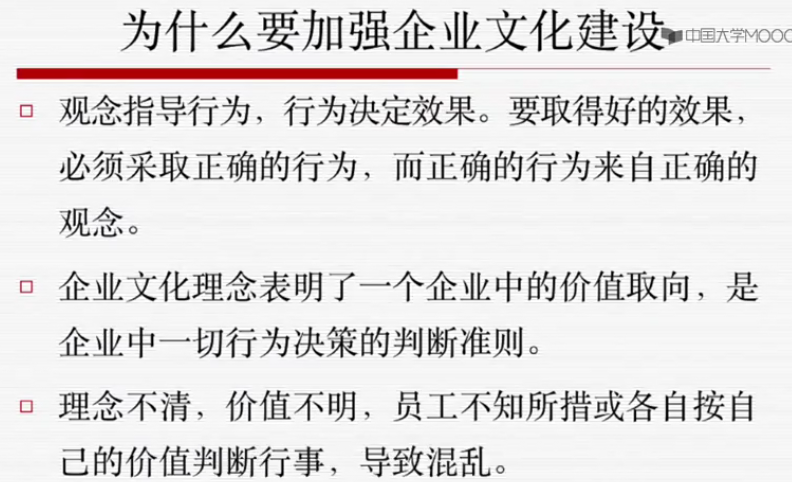 为什么要加强企业文化建设
中国大学MOOC
□ 观念指导行为，行为决定效果。要取得好的效果，
必须采取正确的行为，而正确的行为来自正确的
观念。
□ 企业文化理念表明了一个企业中的价值取向，是
企业中一切行为决策的判断准则。
□ 理念不清，价值不明，员工不知所措或各自按自
己的价值判断行事，导致混乱。